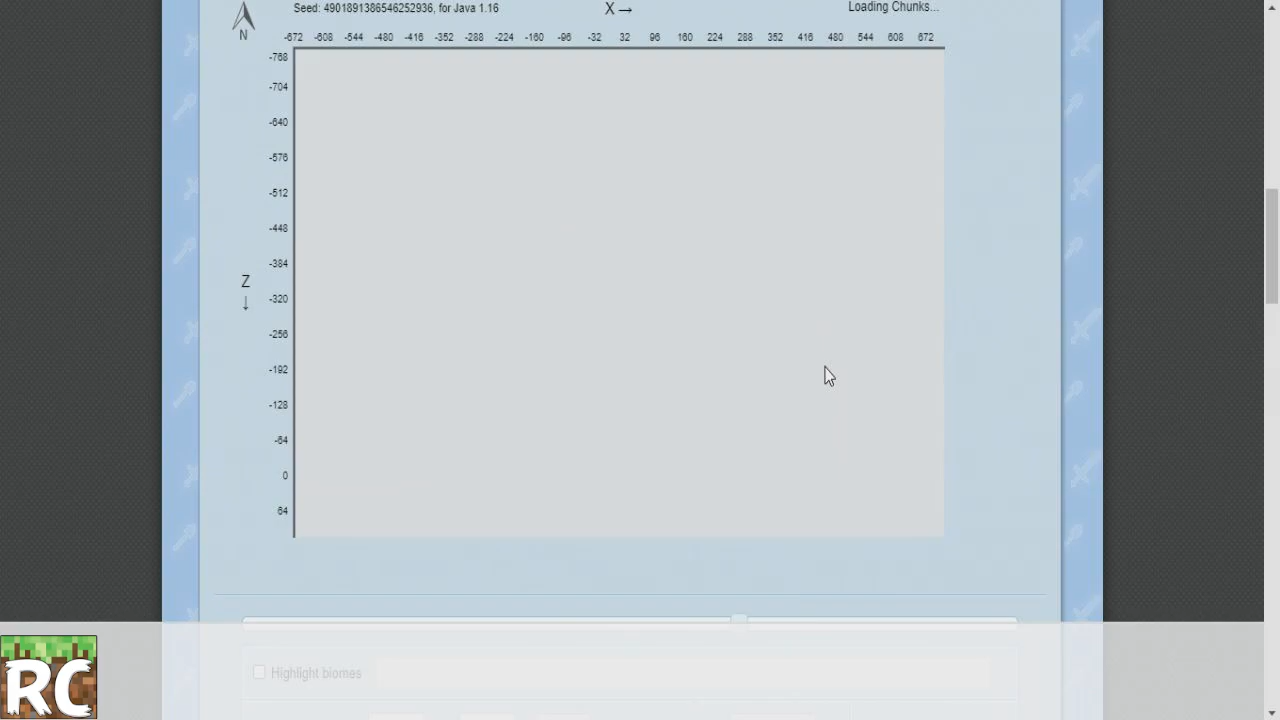 Seed: 4901891386546252936, for Java 1.16
X →
Loading Chunks...
N
-672 -608 -544 -480 -416 -352 -288 -224 -160 -96 -32 32 96 160 224 288 352 416 480 544 608 672
-768
-704
-640
-576
-512
-448
-384
-320
-256
-192
-128
-64
0
64
Z
↓
Highlight biomes
RC